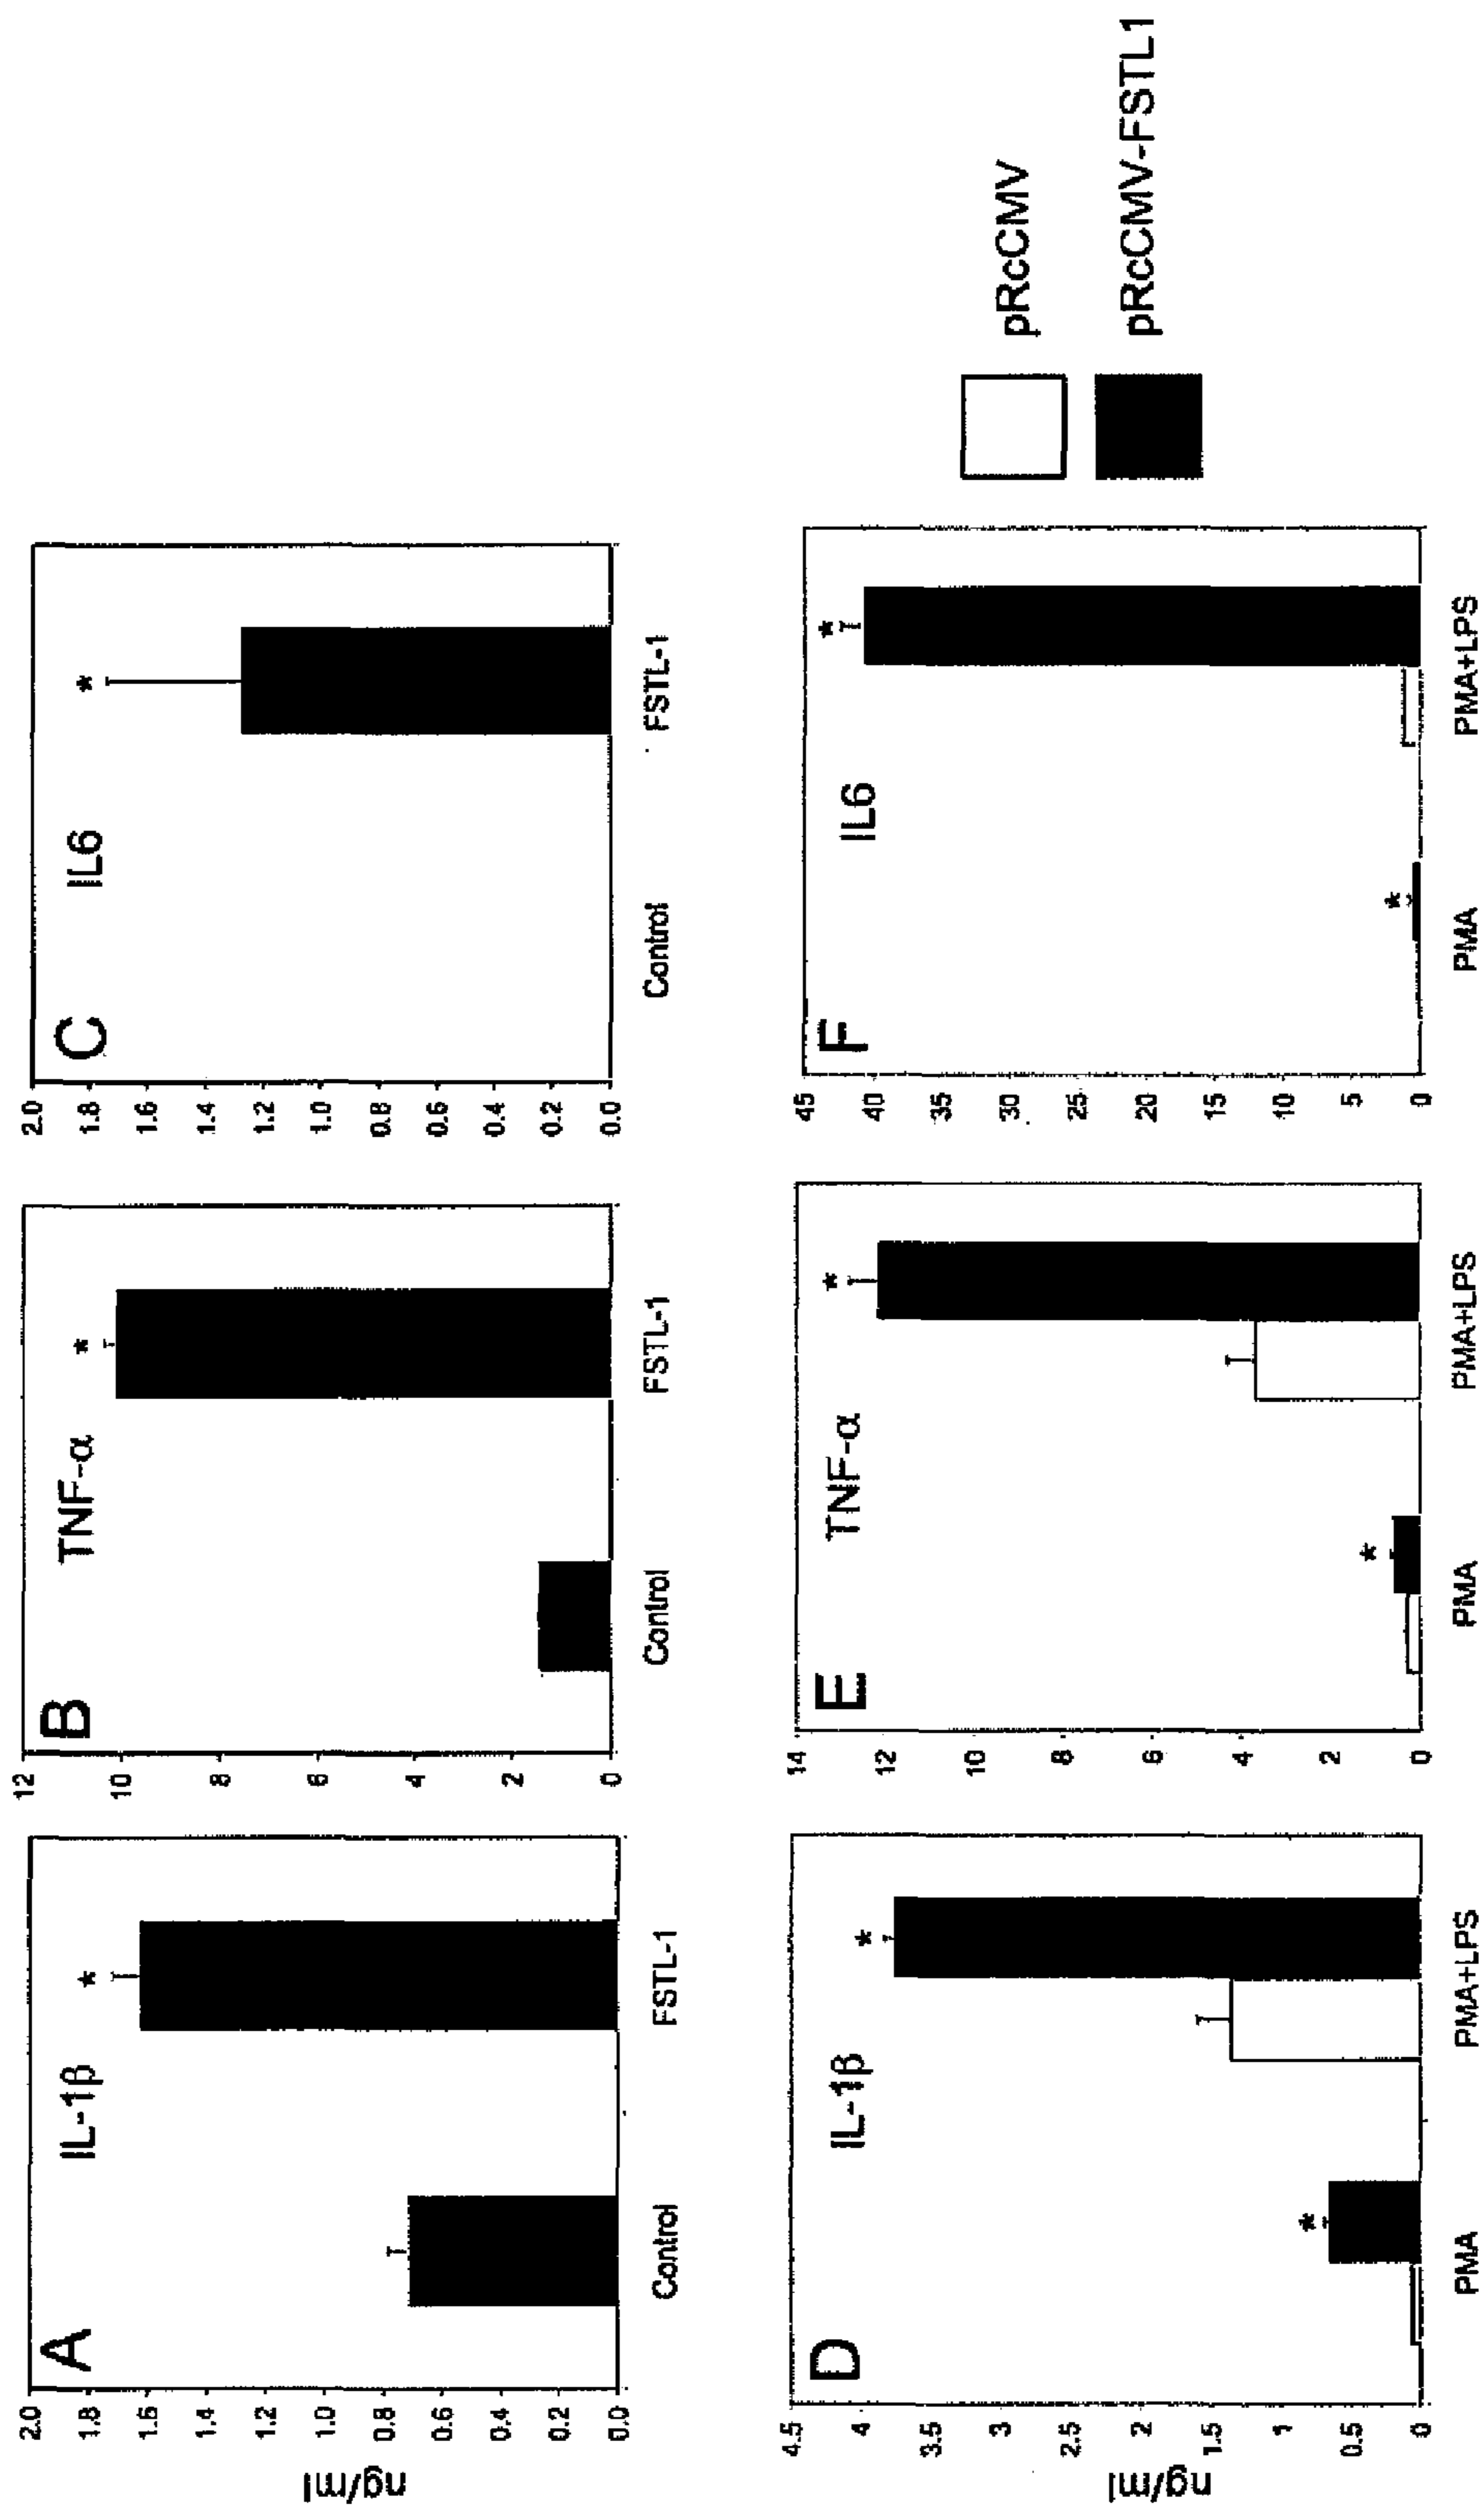 A
IL-1β
ng/ml
2.0
1.8
1.6
1.4
1.2
1.0
0.8
0.6
0.4
0.2
0.0
Control
FSTL-1
*
B
TNF-α
12
10
8
6
4
2
0
Control
FSTL-1
*
C
IL6
2.0
1.8
1.6
1.4
1.2
1.0
0.8
0.6
0.4
0.2
0.0
Control
FSTL-1
*
D
IL-1β
ng/ml
4.5
4
3.5
3
2.5
2
1.5
1
0.5
0
PMA
PMA+LPS
*
*
E
TNF-α
14
12
10
8
6
4
2
0
PMA
PMA+LPS
*
*
F
IL6
45
40
35
30
25
20
15
10
5
0
PMA
PMA+LPS
*
*
pRcCMV
pRcCMV-FSTL1